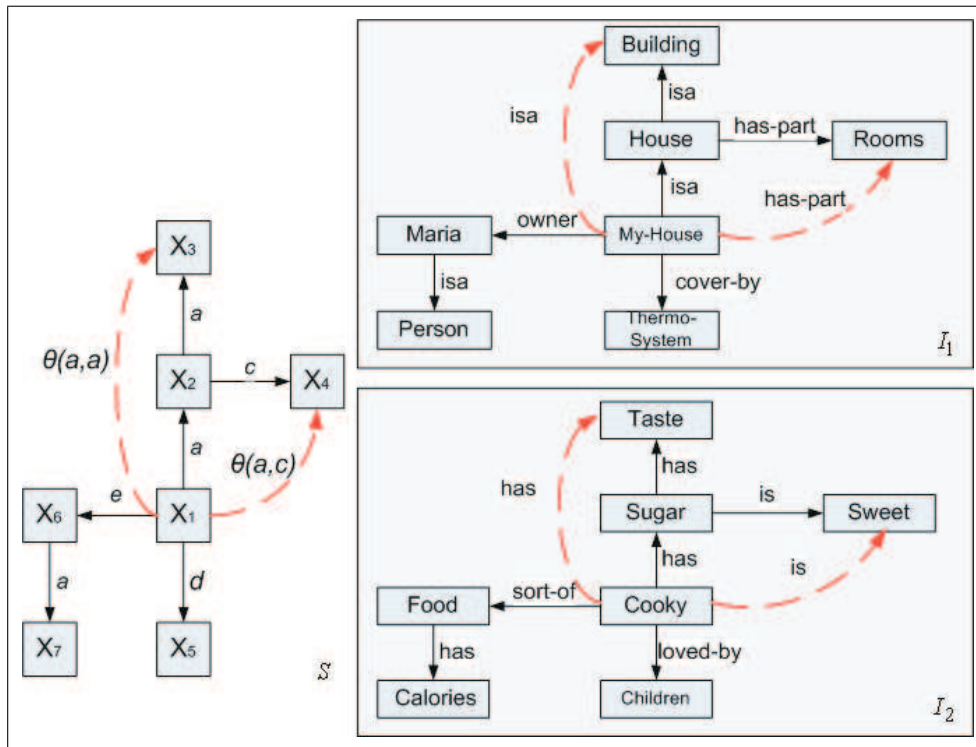 X₃
θ(a,a)
a
X₂
c
X₄
a
θ(a,c)
X₆
e
X₁
a
d
X₇
X₅
S
Building
isa
isa
House
has-part
Rooms
isa
has-part
Maria
owner
My-House
isa
cover-by
Person
Thermo-
System
I₁
Taste
has
has
Sugar
is
Sweet
has
is
Food
sort-of
Cooky
has
loved-by
Calories
Children
I₂